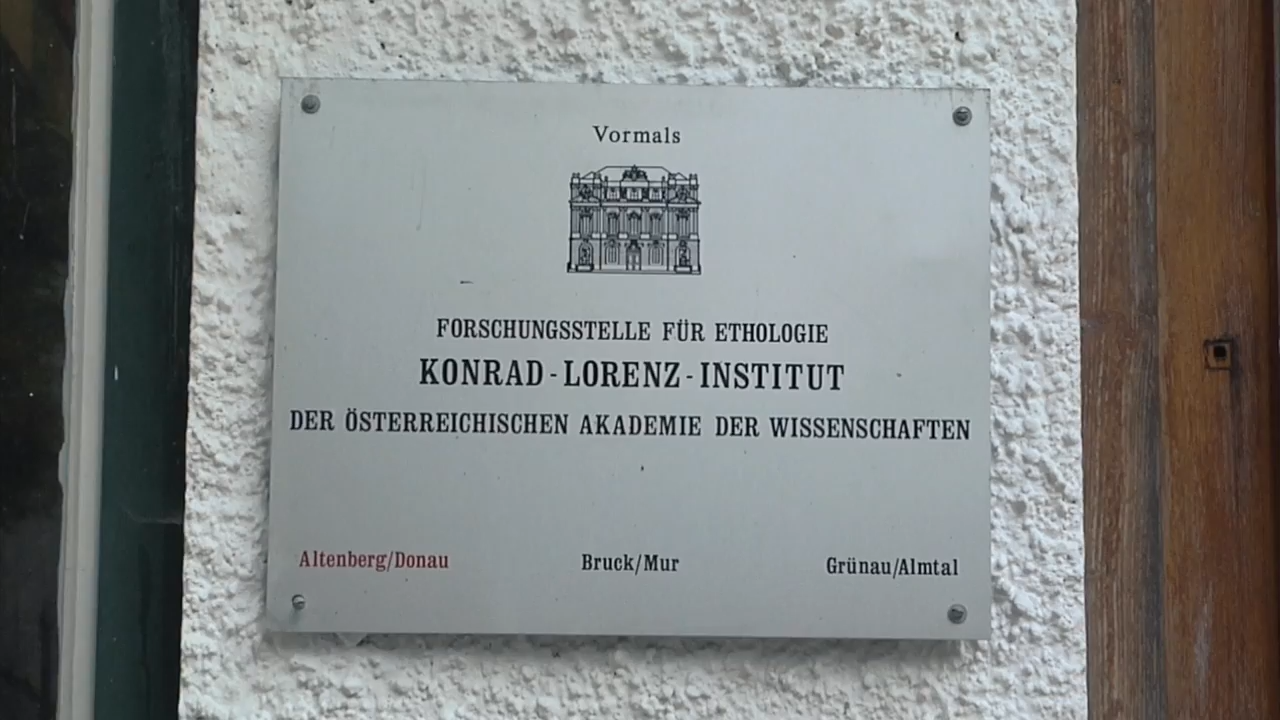 Vormals
FORSCHUNGSSTELLE FÜR ETHOLOGIE
KONRAD-LORENZ-INSTITUT
DER ÖSTERREICHISCHEN AKADEMIE DER WISSENSCHAFTEN
Altenberg/Donau Bruck/Mur Grünau/Almtal